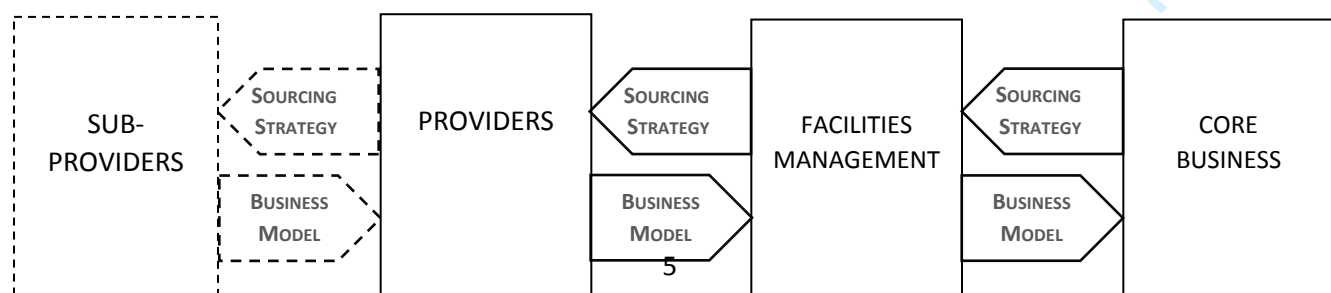 SUB-
PROVIDERS
SOURCING
STRATEGY
BUSINESS
MODEL
PROVIDERS
SOURCING
STRATEGY
BUSINESS
MODEL
5
FACILITIES
MANAGEMENT
SOURCING
STRATEGY
BUSINESS
MODEL
CORE
BUSINESS